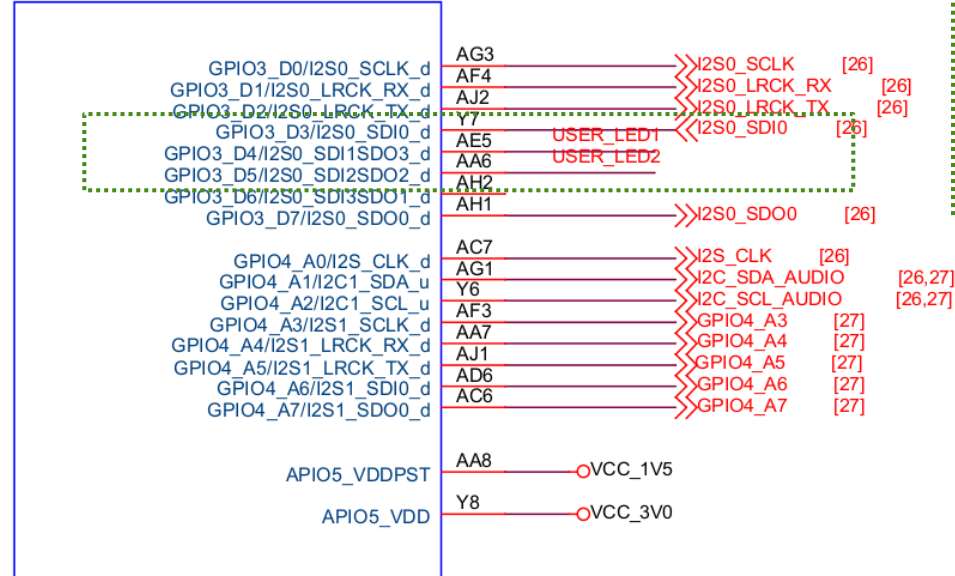 AG3
GPIO3_D0/I2S0_SCLK_d I2S0_SCLK [26]
AF4
GPIO3_D1/I2S0_LRCK_RX_d I2S0_LRCK_RX [26]
AJ2
GPIO3_D2/I2S0_LRCK_TX_d I2S0_LRCK_TX [26]
Y7
GPIO3_D3/I2S0_SDI0_d I2S0_SDI0 [26]
AE5 USER_LED1
GPIO3_D4/I2S0_SDI1SDO3_d
AA6 USER_LED2
GPIO3_D5/I2S0_SDI2SDO2_d
AH2
GPIO3_D6/I2S0_SDI3SDO1_d
AH1
GPIO3_D7/I2S0_SDO0_d I2S0_SDO0 [26]
AC7
GPIO4_A0/I2S_CLK_d I2S_CLK [26]
AG1
GPIO4_A1/I2C1_SDA_u I2C_SDA_AUDIO [26,27]
Y6
GPIO4_A2/I2C1_SCL_u I2C_SCL_AUDIO [26,27]
AF3
GPIO4_A3/I2S1_SCLK_d GPIO4_A3 [27]
AA7
GPIO4_A4/I2S1_LRCK_RX_d GPIO4_A4 [27]
AJ1
GPIO4_A5/I2S1_LRCK_TX_d GPIO4_A5 [27]
AD6
GPIO4_A6/I2S1_SDI0_d GPIO4_A6 [27]
AC6
GPIO4_A7/I2S1_SDO0_d GPIO4_A7 [27]
AA8
APIO5_VDDPST VCC_1V5
Y8
APIO5_VDD VCC_3V0